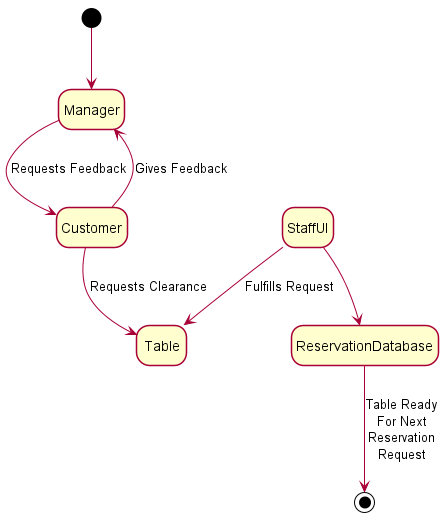 Manager
Requests Feedback
Gives Feedback
Customer
StaffUI
Requests Clearance
Fulfills Request
Table
ReservationDatabase
Table Ready
For Next
Reservation
Request